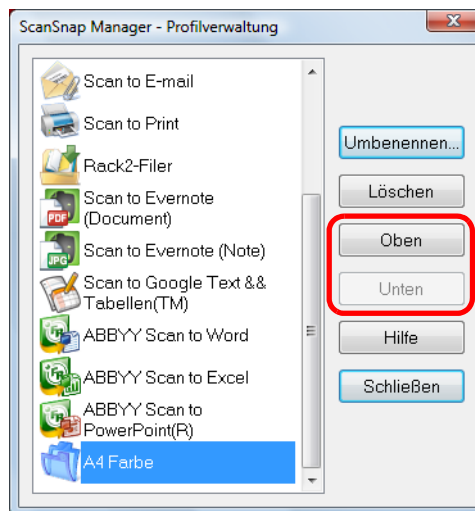 ScanSnap Manager - Profilverwaltung
Scan to E-mail
Scan to Print
Rack2-Filer
Scan to Evernote
(Document)
PDF
Scan to Evernote (Note)
JPG
Scan to Google Text &&
Tabellen(TM)
ABBYY Scan to Word
ABBYY Scan to Excel
ABBYY Scan to
PowerPoint(R)
A4 Farbe
Umbenennen...
Löschen
Oben
Unten
Hilfe
Schließen